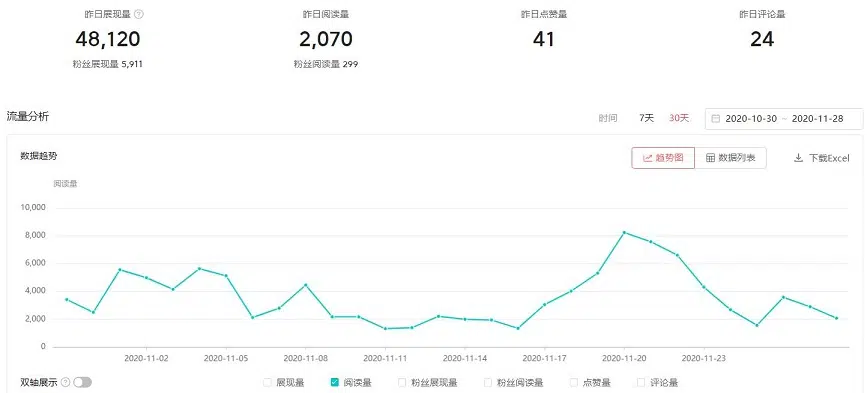 昨日展现量 昨日阅读量 昨日点赞量 昨日评论量
48,120 2,070 41 24
粉丝展现量 5,911 粉丝阅读量 299
流量分析 时间 7天 30天 2020-10-30 ~ 2020-11-28
数据趋势 趋势图 数据列表 下载Excel
阅读量
10,000
8,000
6,000
4,000
2,000
0
2020-11-02 2020-11-05 2020-11-08 2020-11-11 2020-11-14 2020-11-17 2020-11-20 2020-11-23
双轴展示 展现量 阅读量 粉丝展现量 粉丝阅读量 点赞量 评论量